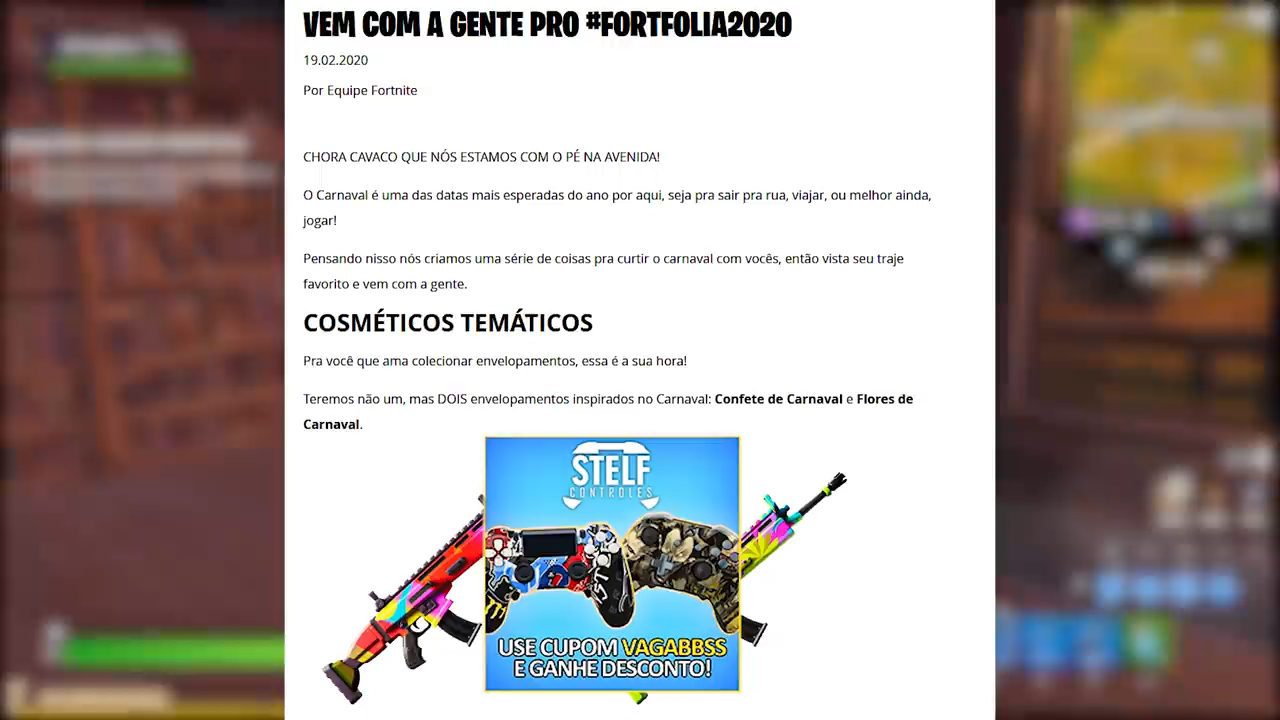 VEM COM A GENTE PRO #FORTFOLIA2020
19.02.2020
Por Equipe Fortnite
CHORA CAVACO QUE NÓS ESTAMOS COM O PÉ NA AVENIDA!
O Carnaval é uma das datas mais esperadas do ano por aqui, seja pra sair pra rua, viajar, ou melhor ainda,
jogar!
Pensando nisso nós criamos uma série de coisas pra curtir o carnaval com vocês, então vista seu traje
favorito e vem com a gente.
COSMÉTICOS TEMÁTICOS
Pra você que ama colecionar envelopamentos, essa é a sua hora!
Teremos não um, mas DOIS envelopamentos inspirados no Carnaval: Confete de Carnaval e Flores de
Carnaval.
STELF
CONTROLES
USE CUPOM VAGABBSS
E GANHE DESCONTO!